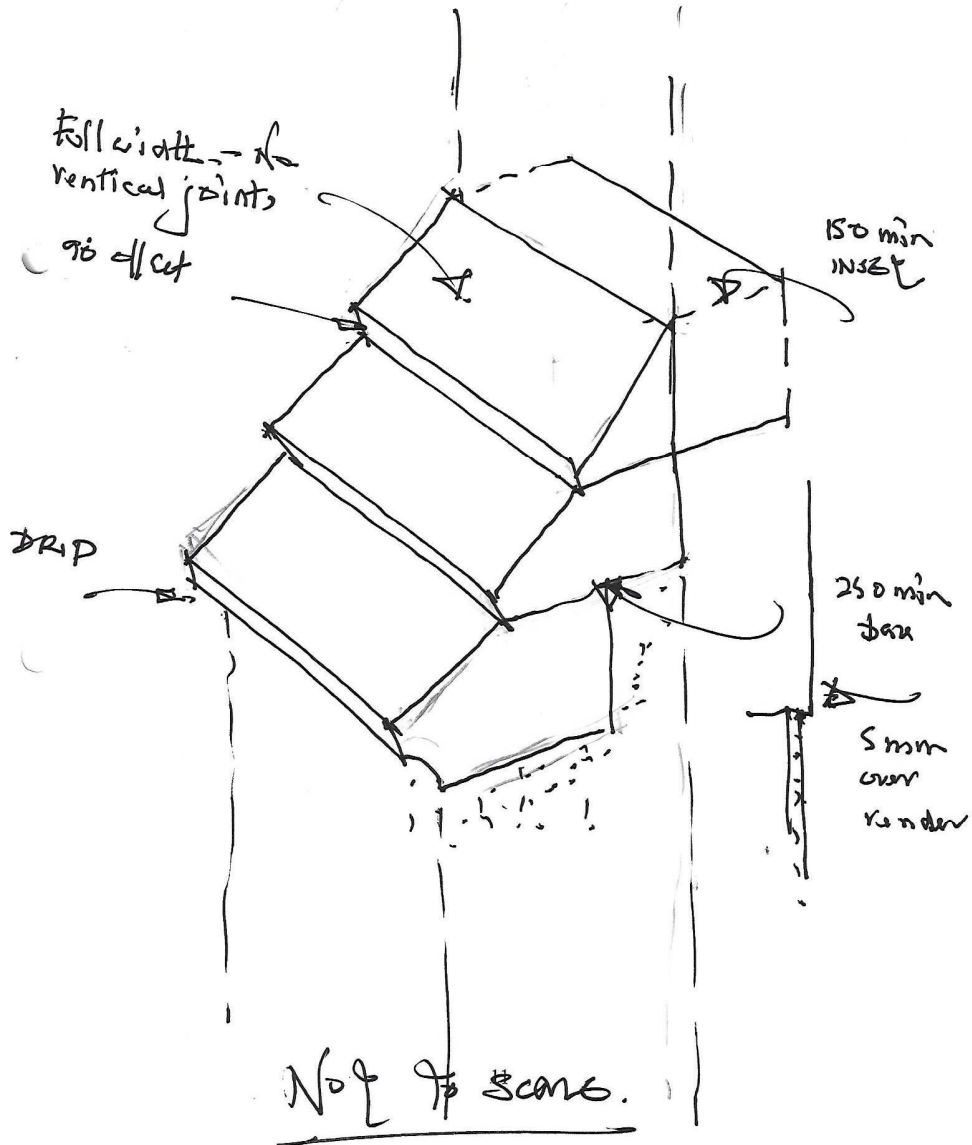 Full width - No
vertical joints
90 offset
150 min
INSET
DRIP
250 min
base
5mm
over
render
Not To Scale.